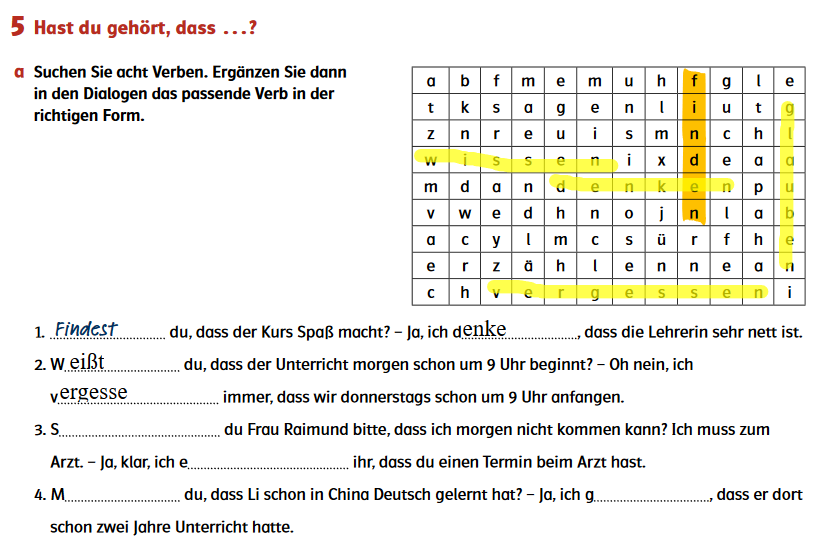 5 Hast du gehört, dass ...?
a Suchen Sie acht Verben. Ergänzen Sie dann
in den Dialogen das passende Verb in der
richtigen Form.
a b f m e m u h f g l e
t k s a g e n l i u t g
z n r e u i s m n c h l
w i s s e n i x d e a a
m d a n d e n k e n p u
v w e d h n o j n l a b
a c y l m c s ü r f h e
e r z ä h l e n n e a n
c h v e r g e s s e n i
1. Findest du, dass der Kurs Spaß macht? – Ja, ich denke, dass die Lehrerin sehr nett ist.
2. Weißt du, dass der Unterricht morgen schon um 9 Uhr beginnt? – Oh nein, ich
vergesse immer, dass wir donnerstags schon um 9 Uhr anfangen.
3. S du Frau Raimund bitte, dass ich morgen nicht kommen kann? Ich muss zum
Arzt. – Ja, klar, ich e ihr, dass du einen Termin beim Arzt hast.
4. M du, dass Li schon in China Deutsch gelernt hat? – Ja, ich g, dass er dort
schon zwei Jahre Unterricht hatte.